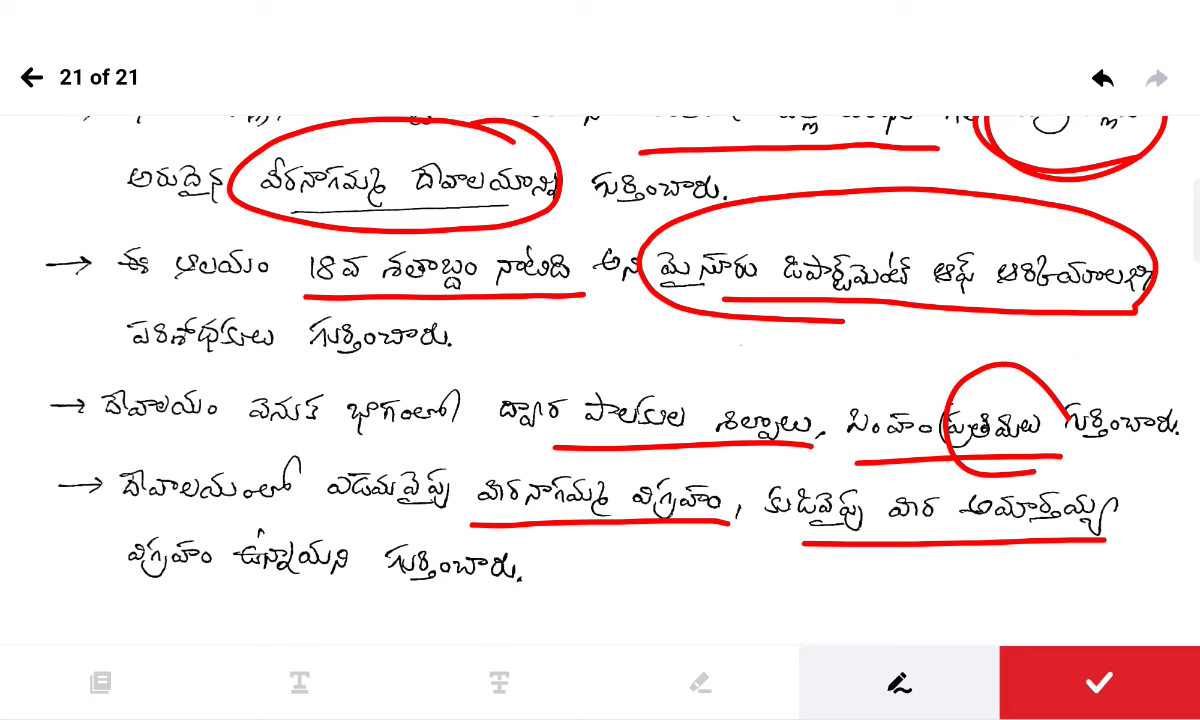 21 of 21
అరుదైన వీరనాగమ్మ దేవాలయాన్ని గుర్తించారు.
→ ఈ ఆలయం 18వ శతాబ్దం నాటిది అని మైసూరు డిపార్ట్‌మెంట్ ఆఫ్ ఆర్కియాలజీ
పరిశోధకులు గుర్తించారు.
→ దేవాలయం వెనుక భాగంలో ద్వార పాలకుల శిల్పాలు, సింహం ప్రతిమలు గుర్తించారు.
→ దేవాలయంలో ఎడమవైపు వీరనాగమ్మ విగ్రహం, కుడివైపు వీర అమార్తయ్య
విగ్రహం ఉన్నాయని గుర్తించారు.